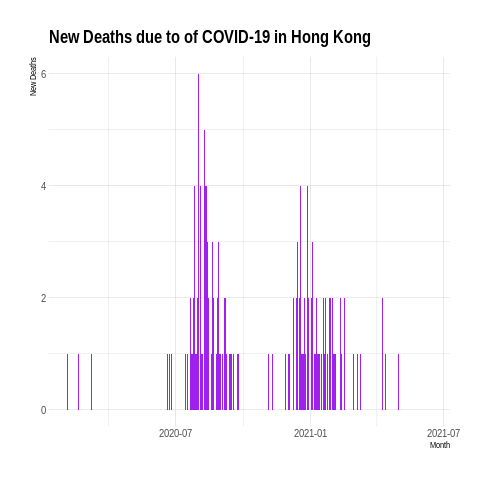 New Deaths due to of COVID-19 in Hong Kong
New Deaths
6
4
2
0
2020-07
2021-01
2021-07
Month